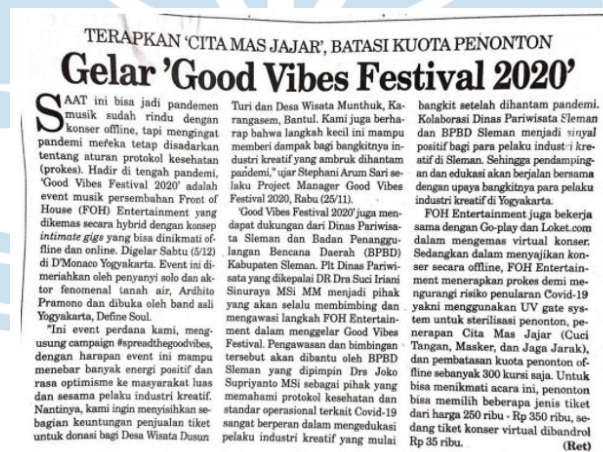 TERAPKAN 'CITA MAS JAJAR', BATASI KUOTA PENONTON
Gelar 'Good Vibes Festival 2020'
SAAT ini bisa jadi pandemen
musik sudah rindu dengan
konser offline, tapi mengingat
pandemi mereka tetap disadarkan
tentang aturan protokol kesehatan
(prokes). Hadir di tengah pandemi,
'Good Vibes Festival 2020' adalah
event musik persembahan Front of
House (FOH) Entertainment yang
dikemas secara hybrid dengan konsep
intimate gigs yang bisa dinikmati of-
fline dan online. Digelar Sabtu (5/12)
di D'Monaco Yogyakarta. Event ini di-
meriahkan oleh penyanyi solo dan ak-
tor fenomenal tanah air, Ardhito
Pramono dan dibuka oleh band asli
Yogyakarta, Define Soul.
"Ini event perdana kami, meng-
usung campaign #spreadthegoodvibes,
dengan harapan event ini mampu
menebar banyak energi positif dan
rasa optimisme ke masyarakat luas
dan sesama pelaku industri kreatif.
Nantinya, kami ingin menyisihkan se-
bagian keuntungan penjualan tiket
untuk donasi bagi Desa Wisata Dusun
Turi dan Desa Wisata Munthuk, Ka-
rangasem, Bantul. Kami juga berha-
rap bahwa langkah kecil ini mampu
memberi dampak bagi bangkitnya in-
dustri kreatif yang ambruk dihantam
pandemi," ujar Stephani Arum Sari se-
laku Project Manager Good Vibes
Festival 2020, Rabu (25/11).
'Good Vibes Festival 2020' juga men-
dapat dukungan dari Dinas Pariwisa-
ta Sleman dan Badan Penanggu-
langan Bencana Daerah (BPBD)
Kabupaten Sleman. Plt Dinas Pariwi-
sata yang dikepalai DR Dra Suci Iriani
Sinuraya MSi MM menjadi pihak
yang akan selalu membimbing dan
mengawasi langkah FOH Entertain-
ment dalam menggelar Good Vibes
Festival. Pengawasan dan bimbingan
tersebut akan dibantu oleh BPBD
Sleman yang dipimpin Drs Joko
Supriyanto MSi sebagai pihak yang
memahami protokol kesehatan dan
standar operasional terkait Covid-19
sangat berperan dalam mengedukasi
pelaku industri kreatif yang mulai
bangkit setelah dihantam pandemi.
Kolaborasi Dinas Pariwisata Sleman
dan BPBD Sleman menjadi sinyal
positif bagi para pelaku industri kre-
atif di Sleman. Sehingga pendamping-
an dan edukasi akan berjalan bersama
dengan upaya bangkitnya para pelaku
industri kreatif di Yogyakarta.
FOH Entertainment juga bekerja
sama dengan Go-play dan Loket.com
dalam mengemas virtual konser.
Sedangkan dalam menyajikan kon-
ser secara offline, FOH Entertain-
ment menerapkan prokes demi me-
ngurangi risiko penularan Covid-19
yakni menggunakan UV gate sys-
tem untuk sterilisasi penonton, pe-
nerapan Cita Mas Jajar (Cuci
Tangan, Masker, dan Jaga Jarak),
dan pembatasan kuota penonton of-
fline sebanyak 300 kursi saja. Untuk
bisa menikmati acara ini, penonton
bisa memilih beberapa jenis tiket
dari harga 250 ribu - Rp 350 ribu, se-
dang tiket konser virtual dibandrol
Rp 35 ribu. (Ret)